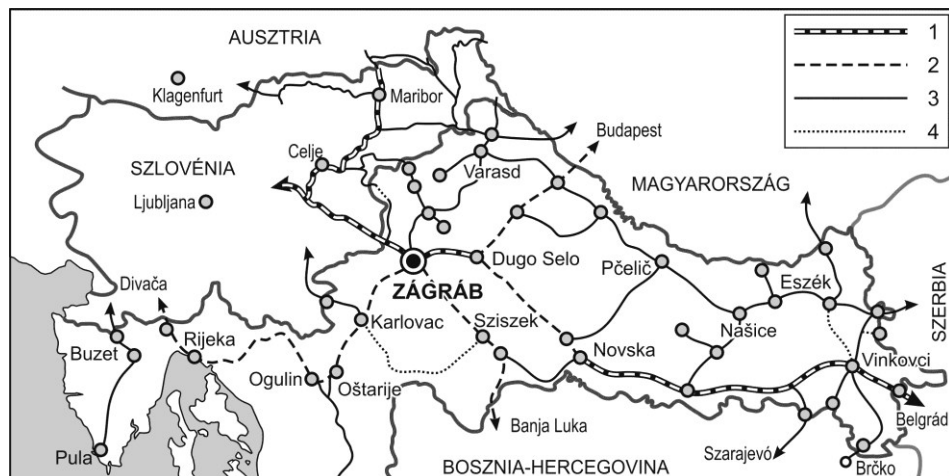 AUSZTRIA
1
2
3
4
Klagenfurt
Maribor
Budapest
Celje
Varasd
SZLOVÉNIA
MAGYARORSZÁG
Ljubljana
Dugo Selo
Pčelič
Eszék
SZERBIA
Divača
ZÁGRÁB
Karlovac
Sziszek
Našice
Buzet
Rijeka
Novska
Vinkovci
Ogulin
Oštarije
Belgrád
Banja Luka
Szarajevó
Pula
BOSZNIA-HERCEGOVINA
Brčko